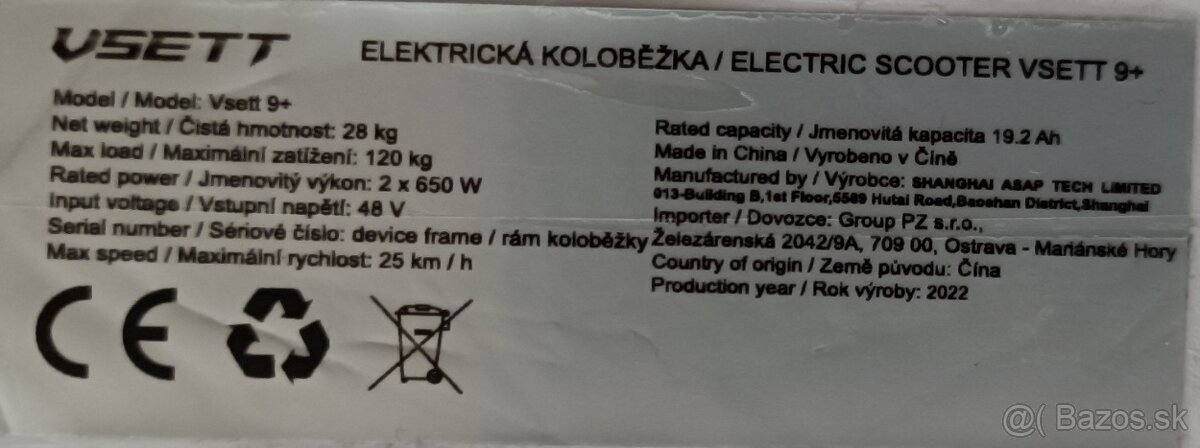 VSETT
ELEKTRICKÁ KOLOBĚŽKA / ELECTRIC SCOOTER VSETT 9+
Model / Model: Vsett 9+
Net weight / Čistá hmotnost: 28 kg
Max load / Maximální zatížení: 120 kg
Rated power / Jmenovitý výkon: 2 x 650 W
Input voltage / Vstupní napětí: 48 V
Serial number / Sériové číslo: device frame / rám koloběžky
Max speed / Maximální rychlost: 25 km / h
Rated capacity / Jmenovitá kapacita 19.2 Ah
Made in China / Vyrobeno v Číně
Manufactured by / Výrobce: SHANGHAI ASAP TECH LIMITED
013-Building B,1st Floor,5589 Hutai Road,Baoshan District,Shanghai
Importer / Dovozce: Group PZ s.r.o.,
Železárenská 2042/9A, 709 00, Ostrava - Mariánské Hory
Country of origin / Země původu: Čína
Production year / Rok výroby: 2022
CE
@( Bazos.sk